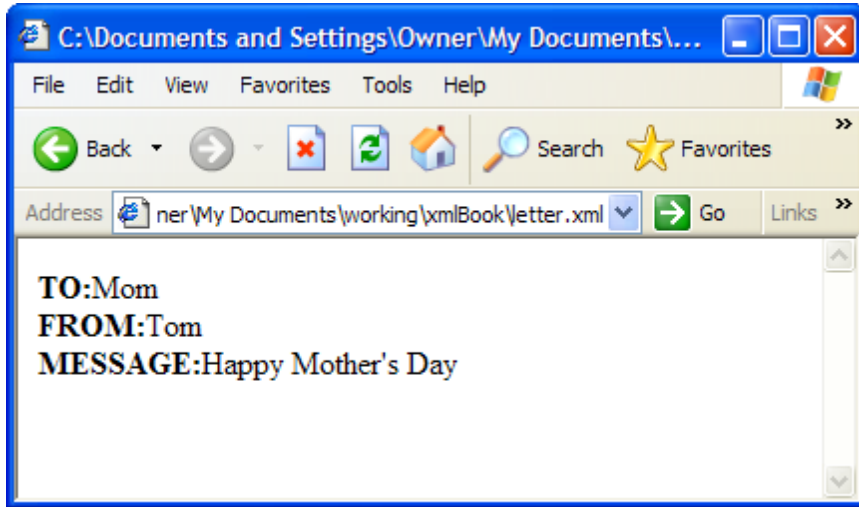 C:\Documents and Settings\Owner\My Documents\...
File Edit View Favorites Tools Help
Back Search Favorites »
Address ner\My Documents\working\xmlBook\letter.xml Go Links »
TO:Mom
FROM:Tom
MESSAGE:Happy Mother's Day